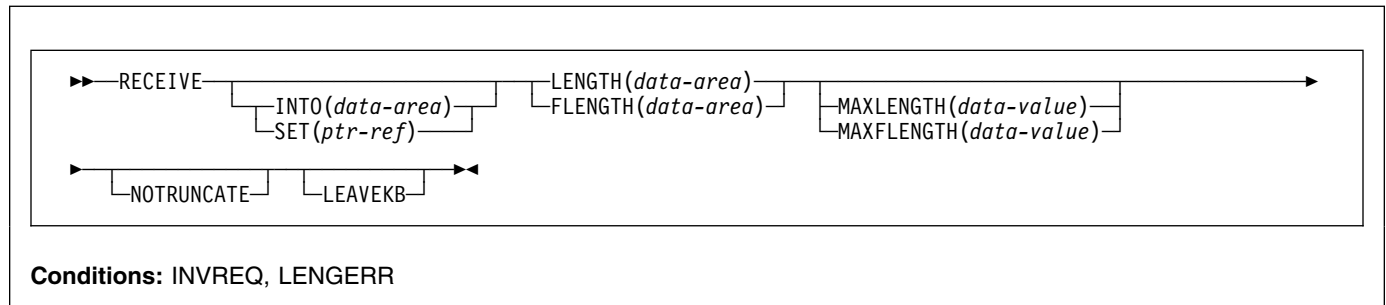 RECEIVE LENGTH(data-area)
INTO(data-area) FLENGTH(data-area) MAXLENGTH(data-value)
SET(ptr-ref) MAXFLENGTH(data-value)
NOTRUNCATE LEAVEKB
Conditions: INVREQ, LENGERR